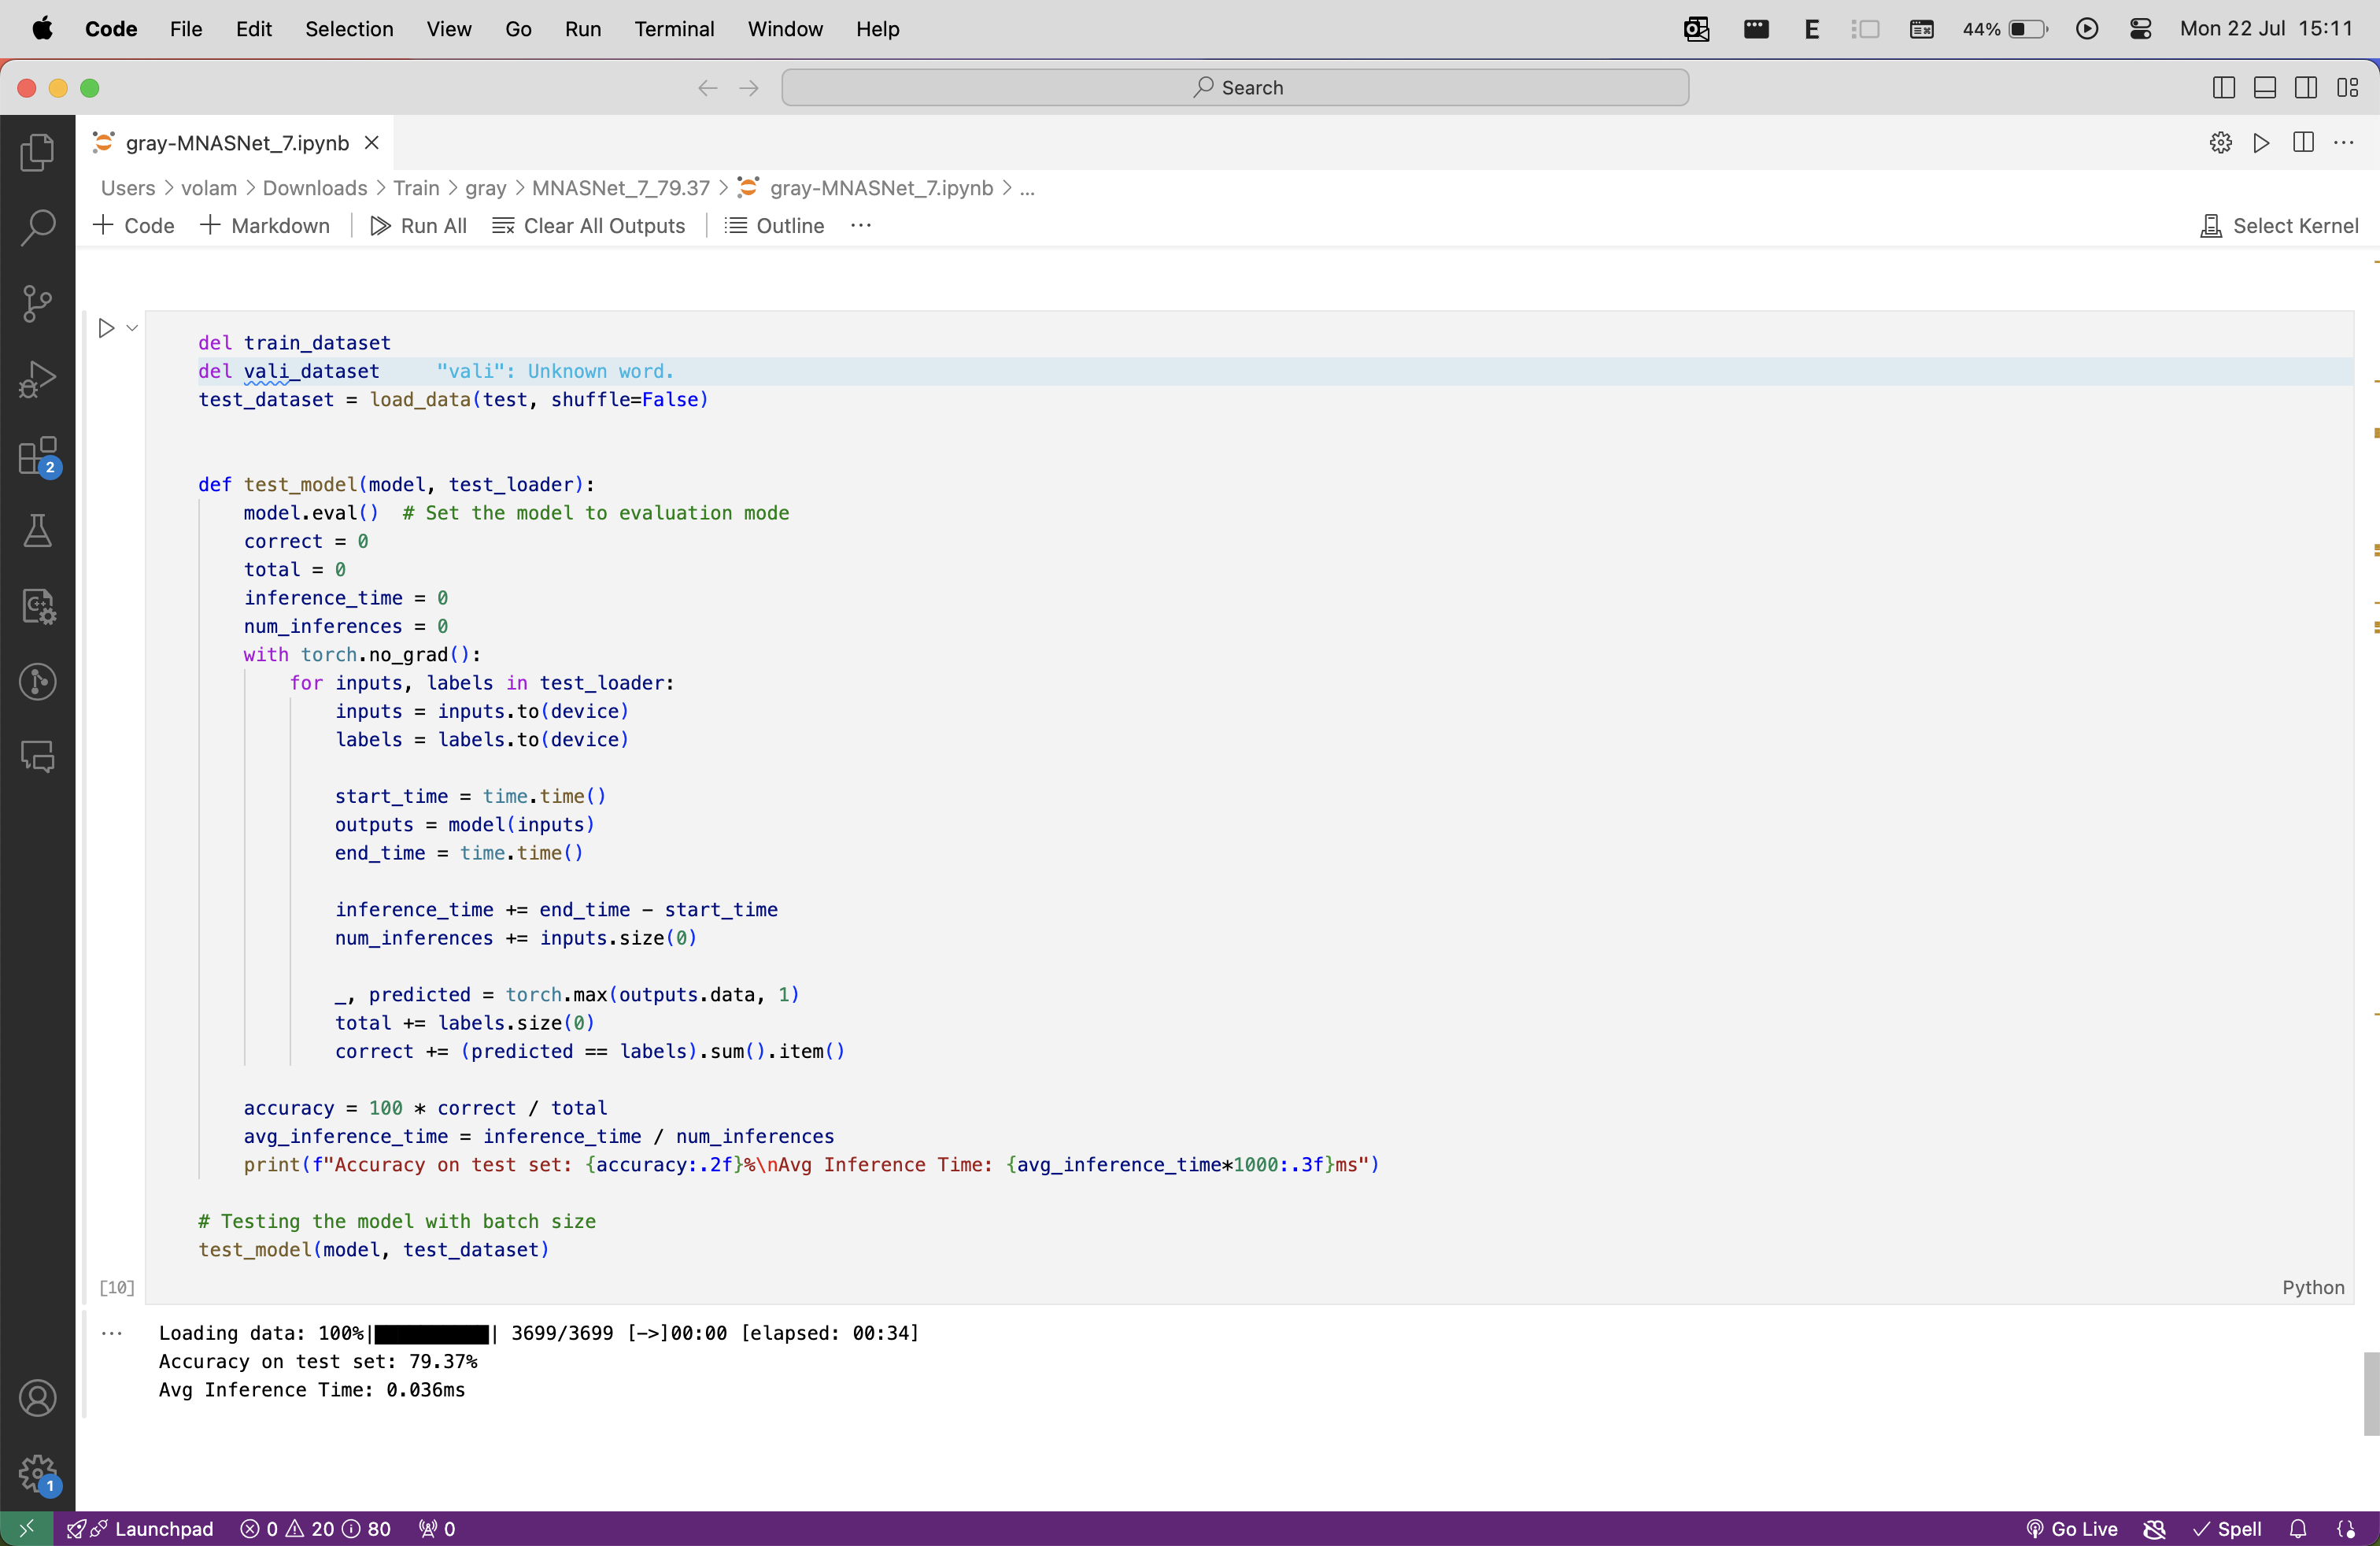 Code File Edit Selection View Go Run Terminal Window Help E 44% Mon 22 Jul 15:11
Search
gray-MNASNet_7.ipynb
Users > volam > Downloads > Train > gray > MNASNet_7_79.37 > gray-MNASNet_7.ipynb > ...
+ Code + Markdown Run All Clear All Outputs Outline ... Select Kernel
del train_dataset
del vali_dataset "vali": Unknown word.
test_dataset = load_data(test, shuffle=False)
def test_model(model, test_loader):
    model.eval()  # Set the model to evaluation mode
    correct = 0
    total = 0
    inference_time = 0
    num_inferences = 0
    with torch.no_grad():
        for inputs, labels in test_loader:
            inputs = inputs.to(device)
            labels = labels.to(device)
            start_time = time.time()
            outputs = model(inputs)
            end_time = time.time()
            inference_time += end_time - start_time
            num_inferences += inputs.size(0)
            _, predicted = torch.max(outputs.data, 1)
            total += labels.size(0)
            correct += (predicted == labels).sum().item()
    accuracy = 100 * correct / total
    avg_inference_time = inference_time / num_inferences
    print(f"Accuracy on test set: {accuracy:.2f}%\nAvg Inference Time: {avg_inference_time*1000:.3f}ms")
# Testing the model with batch size
test_model(model, test_dataset)
[10] Python
... Loading data: 100%|██████████| 3699/3699 [->]00:00 [elapsed: 00:34]
Accuracy on test set: 79.37%
Avg Inference Time: 0.036ms
2
1
Launchpad 0 20 80 0 Go Live Spell